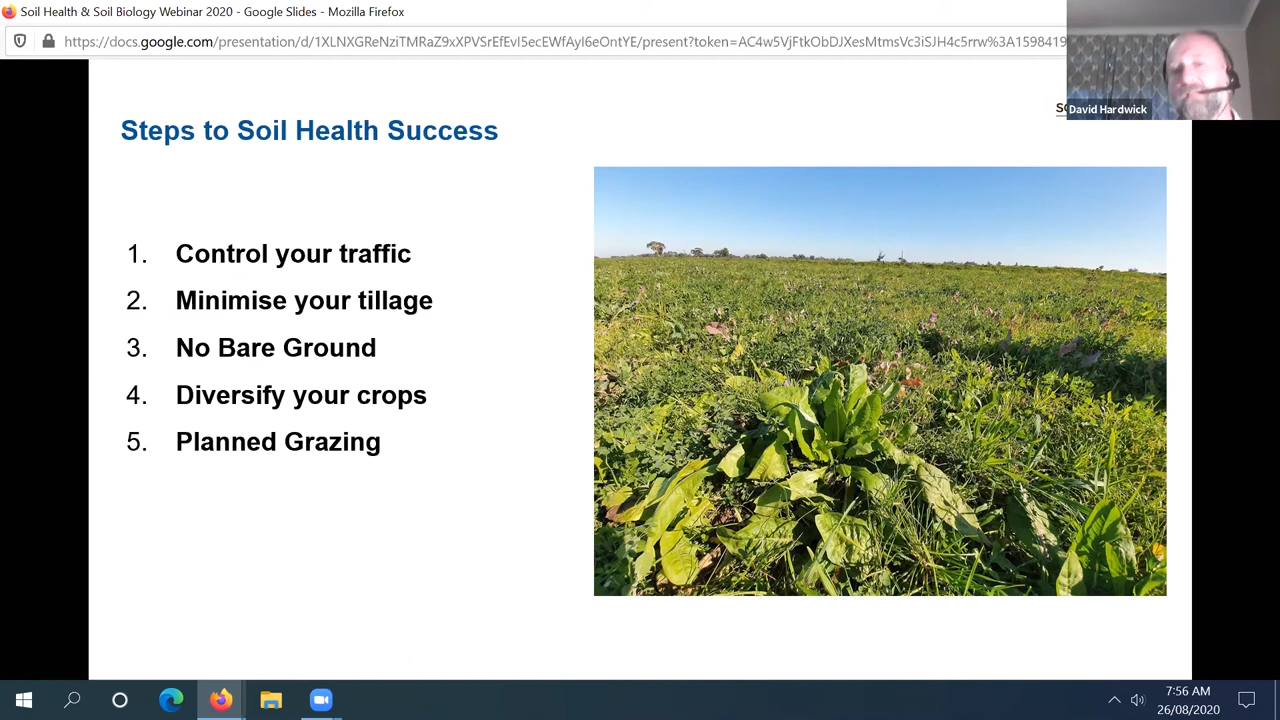 Soil Health & Soil Biology Webinar 2020 - Google Slides - Mozilla Firefox
https://docs.google.com/presentation/d/1XLNXGReNziTMRaZ9xXPVSrEfEvI5ecEWfAyI6eOntYE/present?token=AC4w5VjFtkObDJXesMtmsVc3iSJH4c5rrw%3A1598419
David Hardwick
Steps to Soil Health Success
1. Control your traffic
2. Minimise your tillage
3. No Bare Ground
4. Diversify your crops
5. Planned Grazing
7:56 AM
26/08/2020